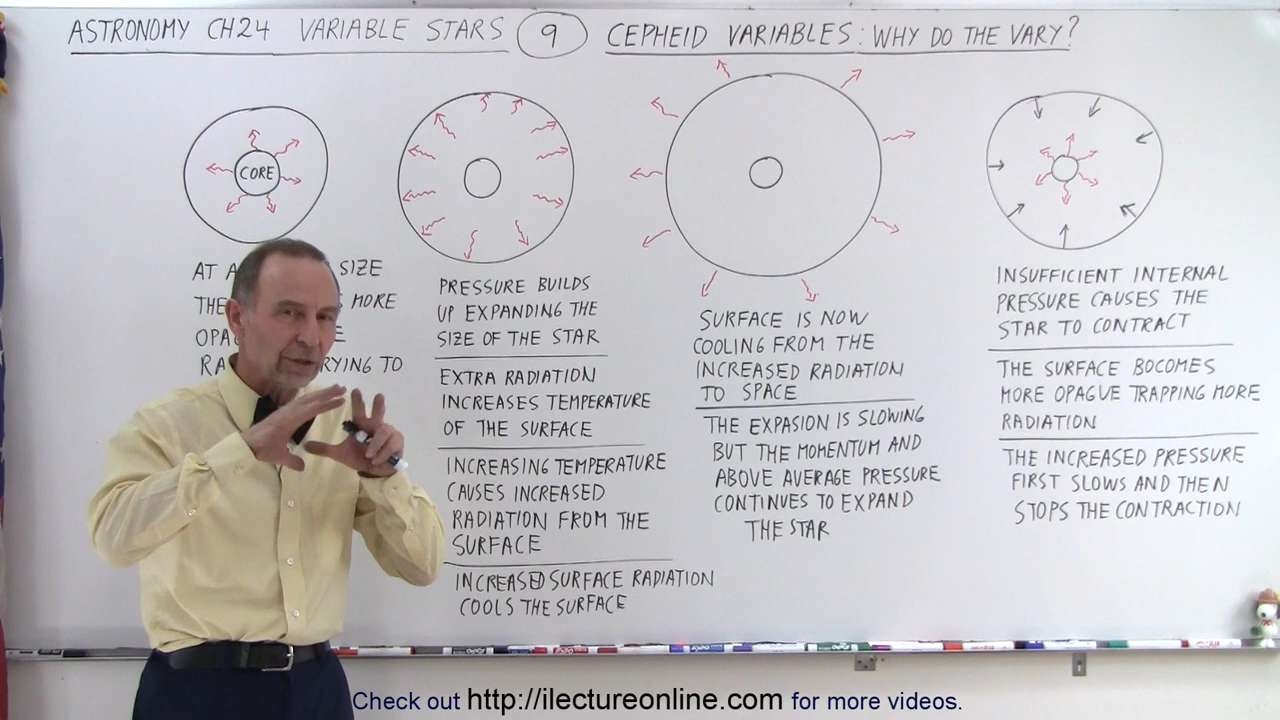 ASTRONOMY CH24 VARIABLE STARS 9 CEPHEID VARIABLES: WHY DO THE VARY?
CORE
AT A SIZE
THE MORE
OPAQ
RA RYING TO
PRESSURE BUILDS
UP EXPANDING THE
SIZE OF THE STAR
EXTRA RADIATION
INCREASES TEMPERATURE
OF THE SURFACE
INCREASING TEMPERATURE
CAUSES INCREASED
RADIATION FROM THE
SURFACE
INCREASED SURFACE RADIATION
COOLS THE SURFACE
SURFACE IS NOW
COOLING FROM THE
INCREASED RADIATION
TO SPACE
THE EXPASION IS SLOWING
BUT THE MOMENTUM AND
ABOVE AVERAGE PRESSURE
CONTINUES TO EXPAND
THE STAR
INSUFFICIENT INTERNAL
PRESSURE CAUSES THE
STAR TO CONTRACT
THE SURFACE BOCOMES
MORE OPAGUE TRAPPING MORE
RADIATION
THE INCREASED PRESSURE
FIRST SLOWS AND THEN
STOPS THE CONTRACTION
Check out http://ilectureonline.com for more videos.